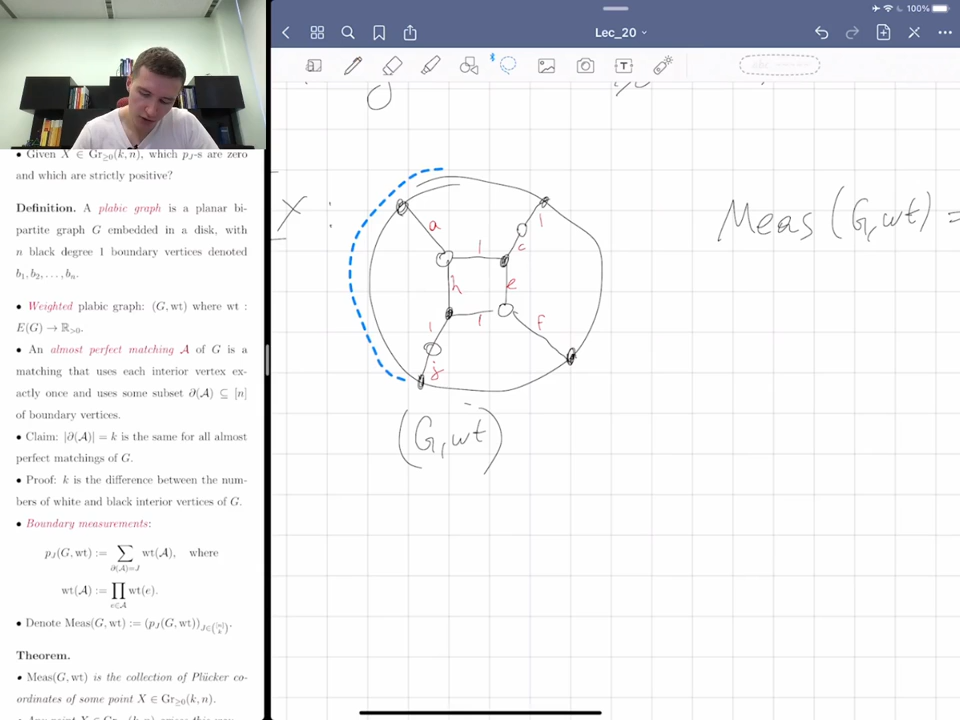 100%
Lec_20
• Given X ∈ Gr≥0(k, n), which pJ-s are zero
and which are strictly positive?
Definition. A plabic graph is a planar bi-
partite graph G embedded in a disk, with
n black degree 1 boundary vertices denoted
b1, b2, . . . , bn.
• Weighted plabic graph: (G, wt) where wt :
E(G) → ℝ>0.
• An almost perfect matching A of G is a
matching that uses each interior vertex ex-
actly once and uses some subset ∂(A) ⊆ [n]
of boundary vertices.
• Claim: |∂(A)| = k is the same for all almost
perfect matchings of G.
• Proof: k is the difference between the num-
bers of white and black interior vertices of G.
• Boundary measurements:
pJ(G, wt) := ∑ wt(A), where
∂(A)=J
wt(A) := ∏ wt(e).
e∈A
• Denote Meas(G, wt) := (pJ(G, wt))J∈([n] k).
Theorem.
• Meas(G, wt) is the collection of Plücker co-
ordinates of some point X ∈ Gr≥0(k, n).
X :
a
1
1
c
h
e
1
1
f
j
(G, wt)
Meas (G, wt) =